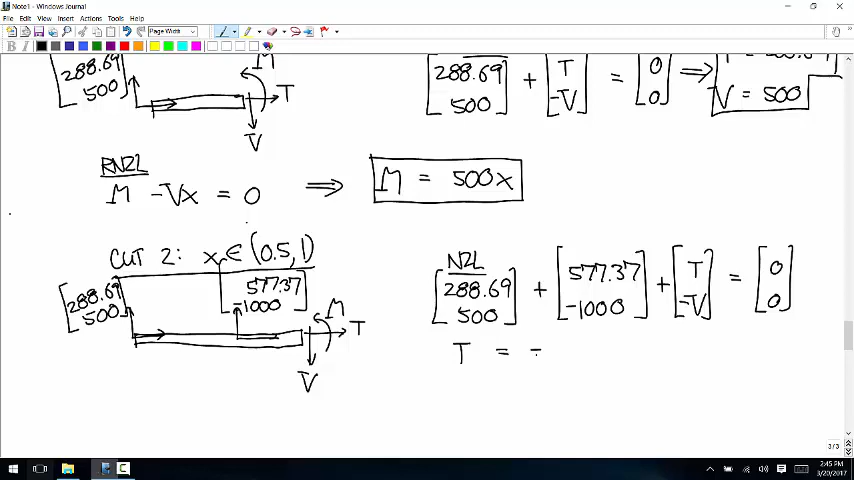 Note1 - Windows Journal
File Edit View Insert Actions Tools Help
Page Width
B I
[288.69 500] M T V
[288.69 500] + [T -V] = [0 0] ⇒
V = 500
RN2L
M -Vx = 0 ⇒ M = 500x
CUT 2: x ∈ (0.5, 1)
[288.69 500] [577.37 -1000] M T V
N2L
[288.69 500] + [577.37 -1000] + [T -V] = [0 0]
T = -
3/3
2:45 PM
3/20/2017